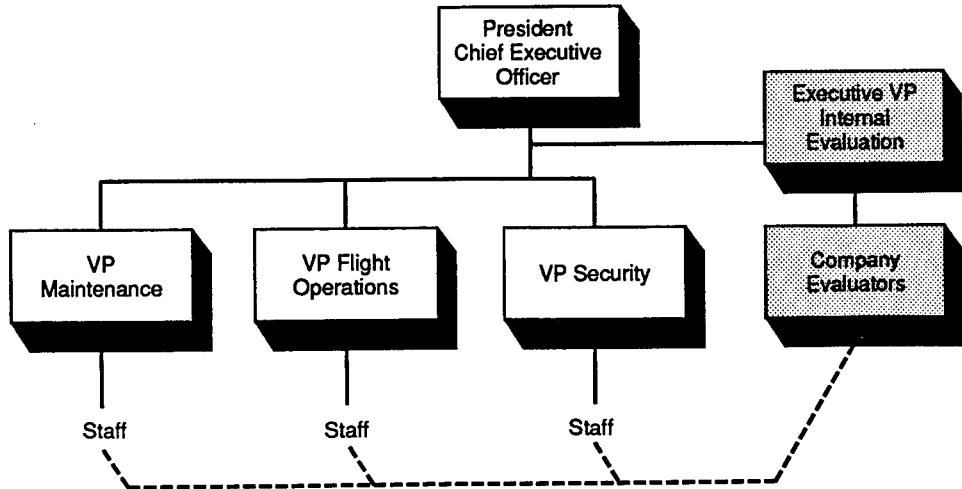 President
Chief Executive
Officer
Executive VP
Internal
Evaluation
VP
Maintenance
VP Flight
Operations
VP Security
Company
Evaluators
Staff
Staff
Staff